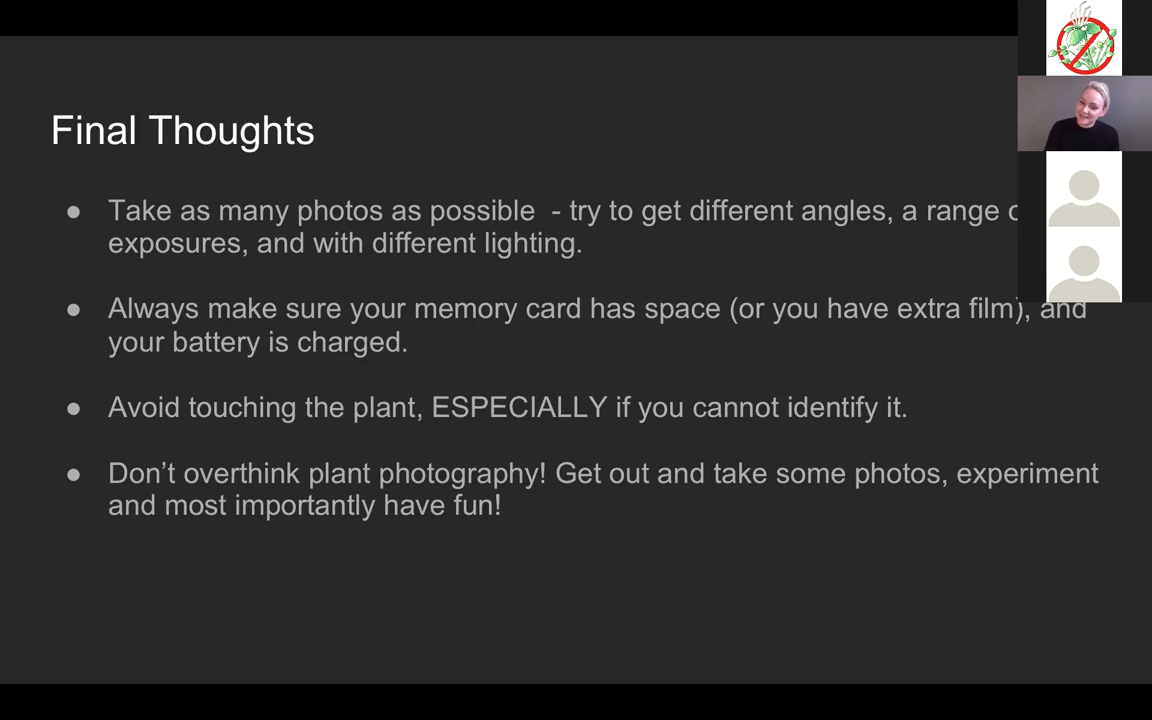 Final Thoughts
● Take as many photos as possible - try to get different angles, a range
exposures, and with different lighting.
● Always make sure your memory card has space (or you have extra film), and
your battery is charged.
● Avoid touching the plant, ESPECIALLY if you cannot identify it.
● Don’t overthink plant photography! Get out and take some photos, experiment
and most importantly have fun!